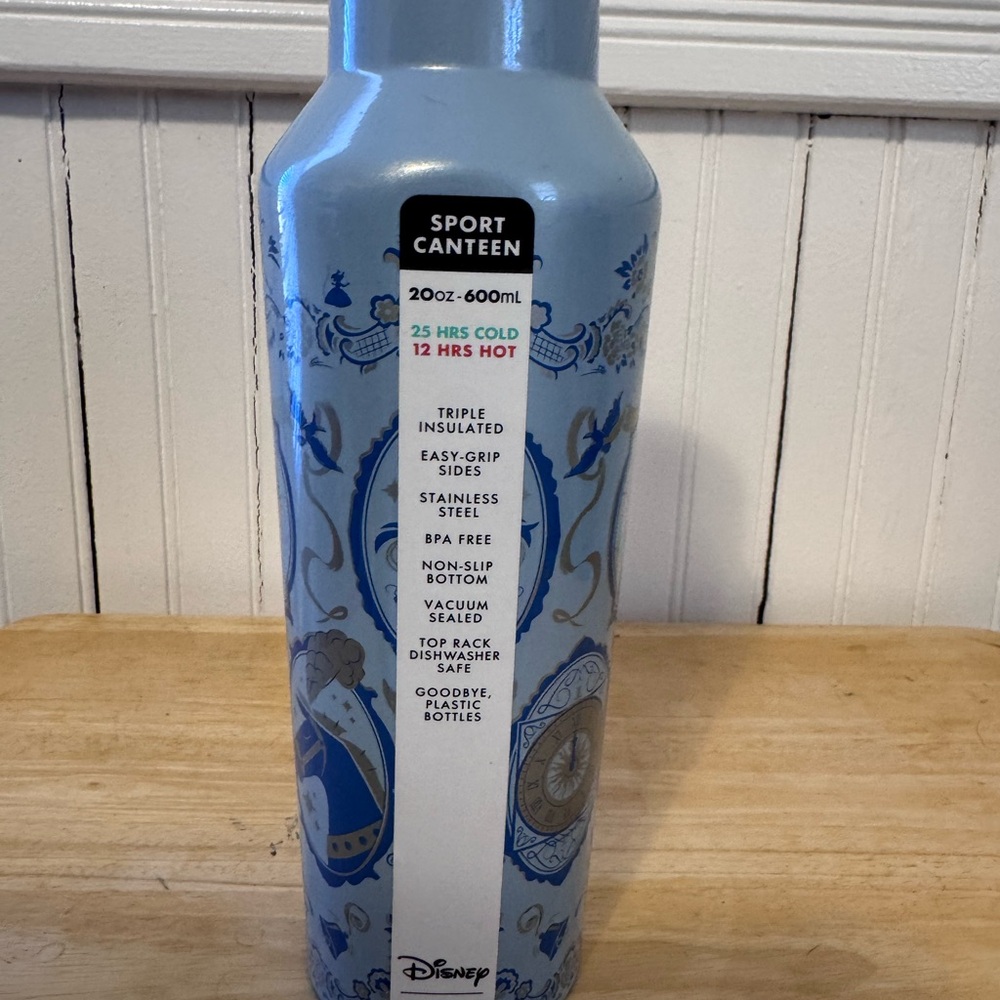 SPORT
CANTEEN
20oz - 600mL
25 HRS COLD
12 HRS HOT
TRIPLE
INSULATED
EASY-GRIP
SIDES
STAINLESS
STEEL
BPA FREE
NON-SLIP
BOTTOM
VACUUM
SEALED
TOP RACK
DISHWASHER
SAFE
GOODBYE,
PLASTIC
BOTTLES
Disney